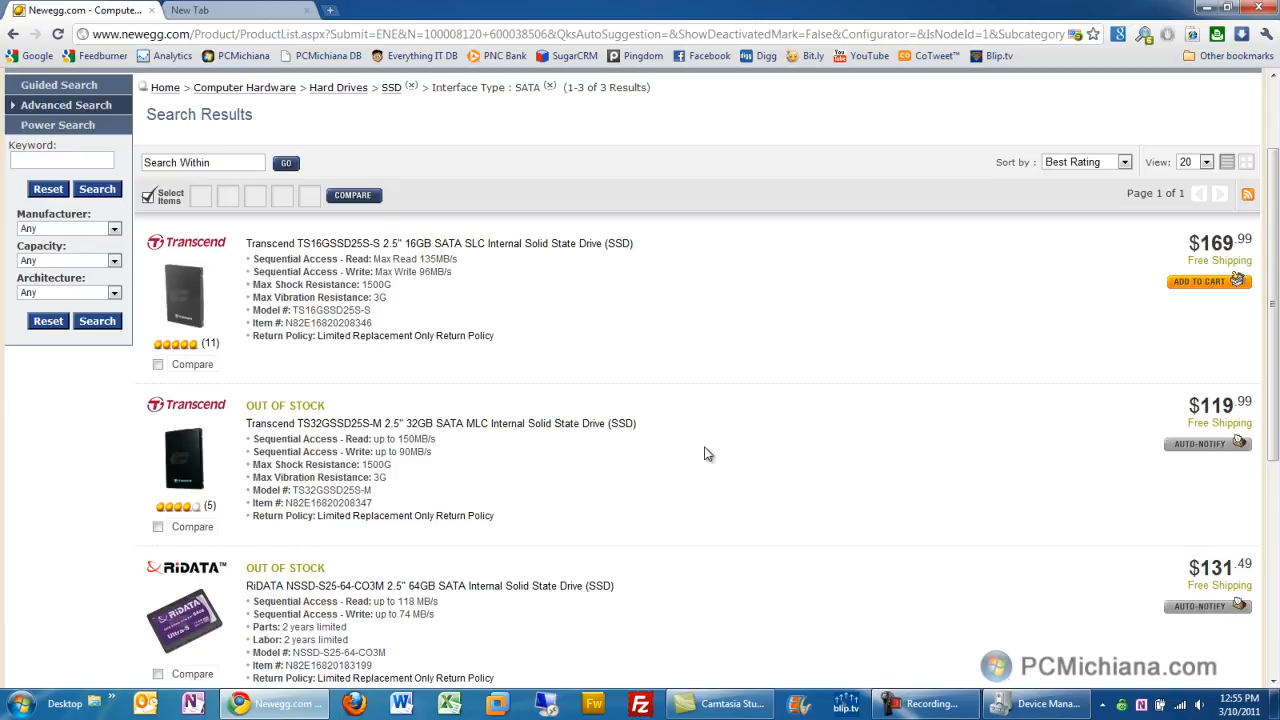 Newegg.com - Compute...
New Tab
www.newegg.com/Product/ProductList.aspx?Submit=ENE&N=100008120+600038506&QksAutoSuggestion=&ShowDeactivatedMark=False&Configurator=&IsNodeId=1&Subcategory
Google Feedburner Analytics PCMichiana PCMichiana DB Everything IT DB PNC Bank SugarCRM Pingdom Facebook Digg Bit.ly YouTube CoTweet™ Blip.tv Other bookmarks
Guided Search
Advanced Search
Power Search
Keyword:
Reset Search
Manufacturer:
Any
Capacity:
Any
Architecture:
Any
Reset Search
Home > Computer Hardware > Hard Drives > SSD (x) > Interface Type : SATA (x) (1-3 of 3 Results)
Search Results
Search Within GO Sort by : Best Rating View: 20
Select Items COMPARE Page 1 of 1
Transcend
Transcend TS16GSSD25S-S 2.5" 16GB SATA SLC Internal Solid State Drive (SSD)
Sequential Access - Read: Max Read 135MB/s
Sequential Access - Write: Max Write 96MB/s
Max Shock Resistance: 1500G
Max Vibration Resistance: 3G
Model #: TS16GSSD25S-S
Item #: N82E16820208346
Return Policy: Limited Replacement Only Return Policy
(11)
Compare
$169.99
Free Shipping
ADD TO CART
Transcend
OUT OF STOCK
Transcend TS32GSSD25S-M 2.5" 32GB SATA MLC Internal Solid State Drive (SSD)
Sequential Access - Read: up to 150MB/s
Sequential Access - Write: up to 90MB/s
Max Shock Resistance: 1500G
Max Vibration Resistance: 3G
Model #: TS32GSSD25S-M
Item #: N82E16820208347
Return Policy: Limited Replacement Only Return Policy
(5)
Compare
$119.99
Free Shipping
AUTO-NOTIFY
RiDATA™
OUT OF STOCK
RiDATA NSSD-S25-64-CO3M 2.5" 64GB SATA Internal Solid State Drive (SSD)
Sequential Access - Read: up to 118 MB/s
Sequential Access - Write: up to 74 MB/s
Parts: 2 years limited
Labor: 2 years limited
Model #: NSSD-S25-64-CO3M
Item #: N82E16820183199
Return Policy: Limited Replacement Only Return Policy
RiDATA
Ultra-S
Compare
$131.49
Free Shipping
AUTO-NOTIFY
PCMichiana.com
Desktop » Newegg.com ... Camtasia Stu... blip.tv Recording... Device Mana...
12:55 PM
3/10/2011